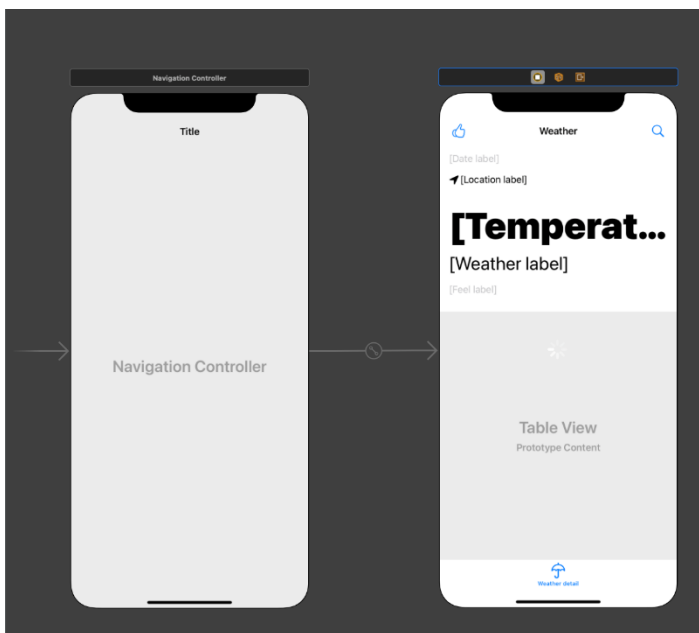 Navigation Controller
Title
Navigation Controller
Weather
[Date label]
[Location label]
[Temperat...
[Weather label]
[Feel label]
Table View
Prototype Content
Weather detail